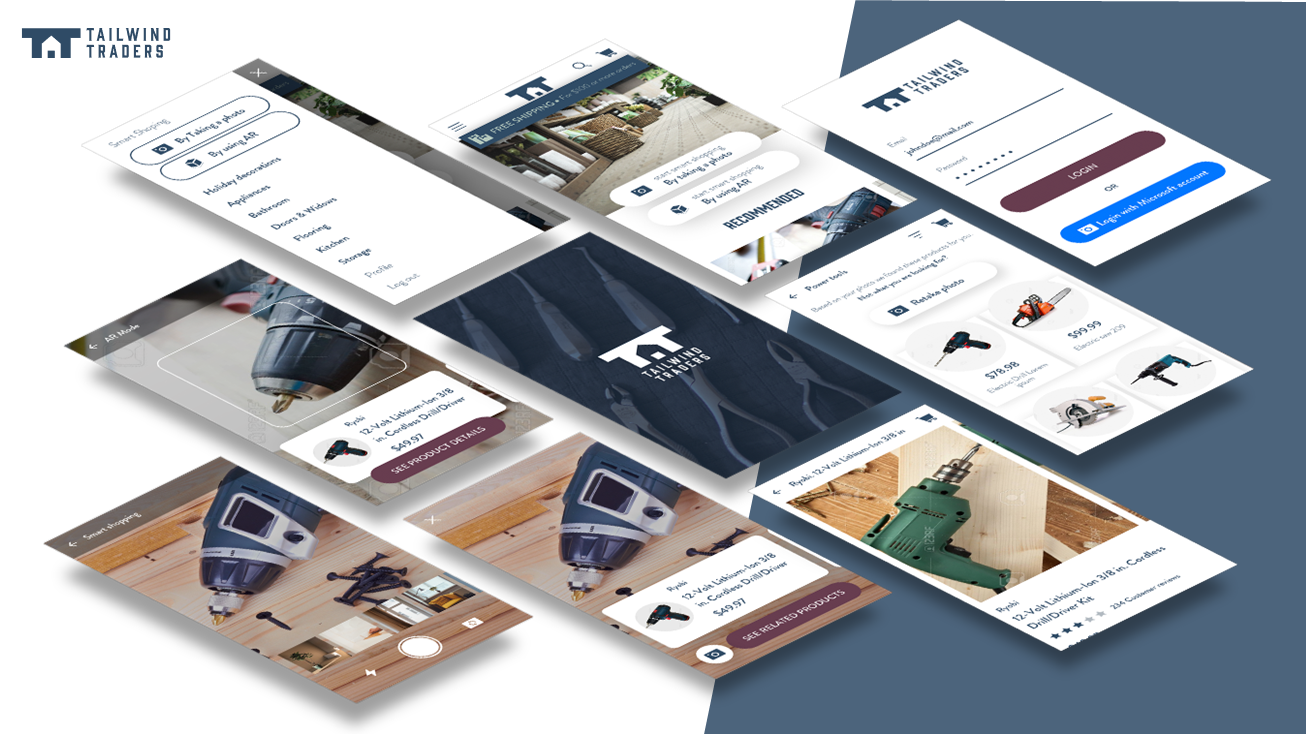 TAILWIND
TRADERS
Smart Shoping
By Taking a photo
By using AR
Holiday decorations
Appliances
Bathroom
Doors & Widows
Flooring
Kitchen
Storage
Profile
Log out
FREE SHIPPING • For $100 or more orders
start smart shopping
By taking a photo
start smart shopping
By using AR
RECOMMENDED
TAILWIND
TRADERS
Email
johndoe@mail.com
Password
LOGIN
OR
Login with Microsoft account
AR Mode
Ryobi
12-Volt Lithium-Ion 3/8
in. Cordless Drill/Driver
$49.97
SEE PRODUCT DETAILS
TAILWIND
TRADERS
Power tools
Based on your photo we found these products for you
Not what you are looking for?
Retake photo
$78.98
Electric Drill Lorem
ipsum
$99.99
Electric saw 209
Smart shopping
Ryobi
12-Volt Lithium-Ion 3/8
in. Cordless Drill/Driver
$49.97
SEE RELATED PRODUCTS
Ryobi 12-Volt Lithium-Ion 3/8 in
Ryobi
12-Volt Lithium-Ion 3/8 in. Cordless
Drill/Driver Kit
234 Customer reviews